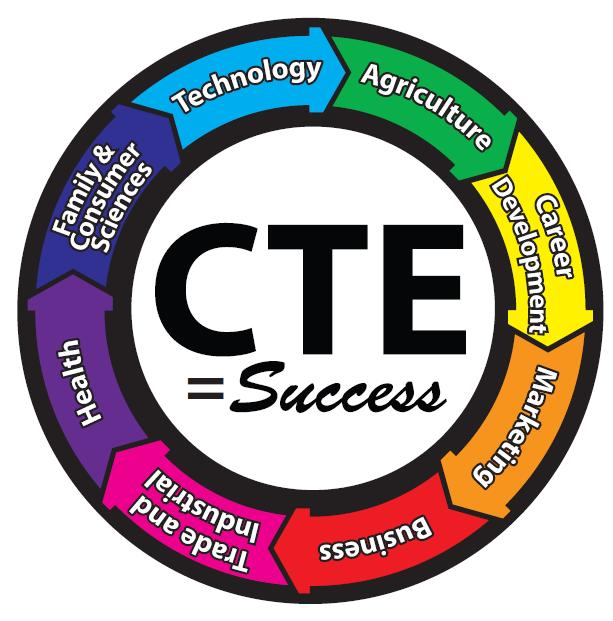 CTE
=Success
Technology
Agriculture
Career
Development
Marketing
Business
Trade and
Industrial
Health
Family &
Consumer
Sciences